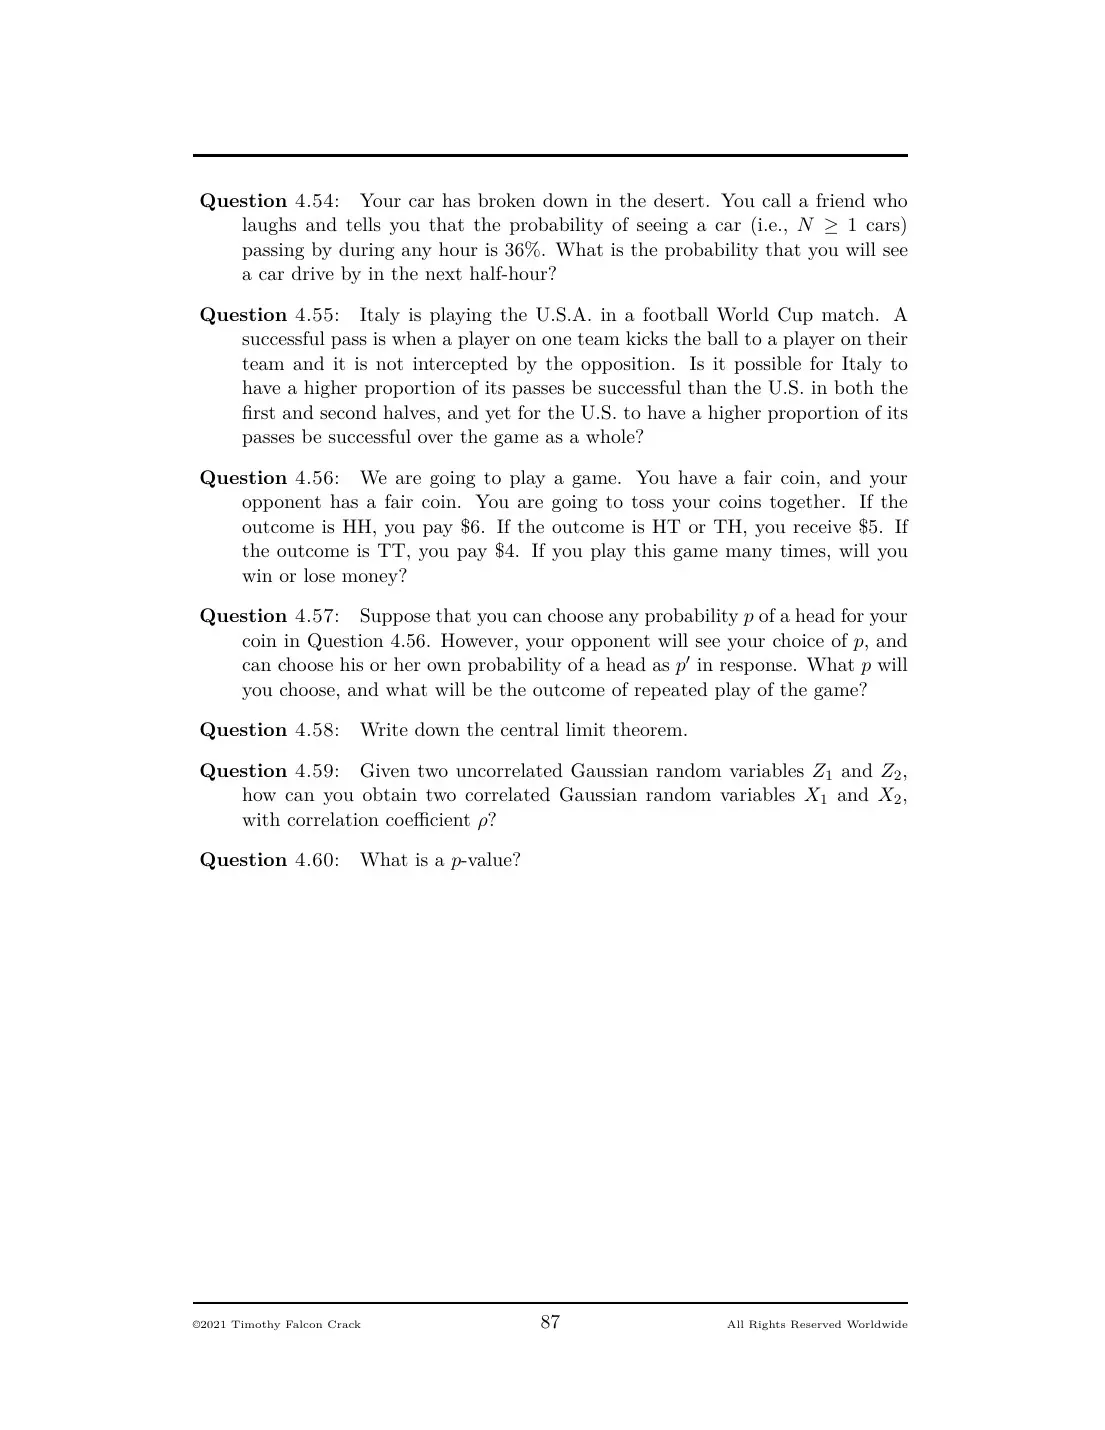 Question 4.54: Your car has broken down in the desert. You call a friend who
laughs and tells you that the probability of seeing a car (i.e., N ≥ 1 cars)
passing by during any hour is 36%. What is the probability that you will see
a car drive by in the next half-hour?
Question 4.55: Italy is playing the U.S.A. in a football World Cup match. A
successful pass is when a player on one team kicks the ball to a player on their
team and it is not intercepted by the opposition. Is it possible for Italy to
have a higher proportion of its passes be successful than the U.S. in both the
first and second halves, and yet for the U.S. to have a higher proportion of its
passes be successful over the game as a whole?
Question 4.56: We are going to play a game. You have a fair coin, and your
opponent has a fair coin. You are going to toss your coins together. If the
outcome is HH, you pay $6. If the outcome is HT or TH, you receive $5. If
the outcome is TT, you pay $4. If you play this game many times, will you
win or lose money?
Question 4.57: Suppose that you can choose any probability p of a head for your
coin in Question 4.56. However, your opponent will see your choice of p, and
can choose his or her own probability of a head as p′ in response. What p will
you choose, and what will be the outcome of repeated play of the game?
Question 4.58: Write down the central limit theorem.
Question 4.59: Given two uncorrelated Gaussian random variables Z₁ and Z₂,
how can you obtain two correlated Gaussian random variables X₁ and X₂,
with correlation coefficient ρ?
Question 4.60: What is a p-value?
©2021 Timothy Falcon Crack 87 All Rights Reserved Worldwide